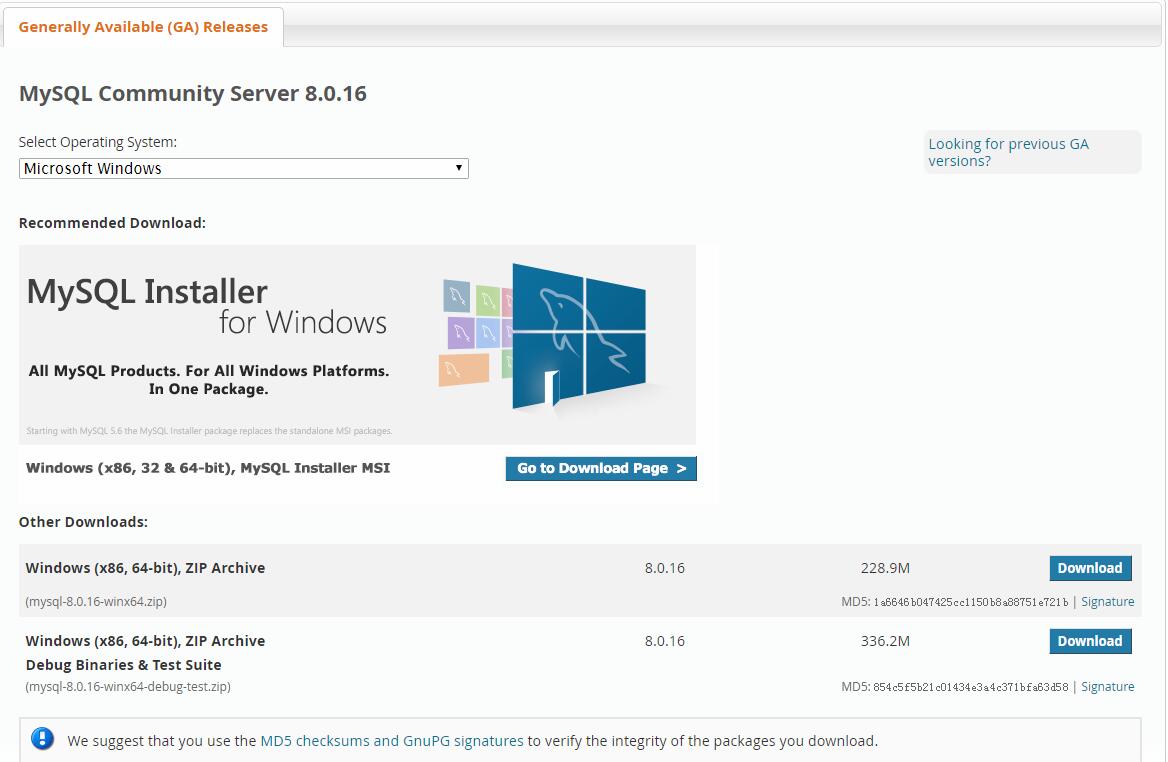 Generally Available (GA) Releases
MySQL Community Server 8.0.16
Select Operating System:
Microsoft Windows
Looking for previous GA
versions?
Recommended Download:
MySQL Installer
for Windows
All MySQL Products. For All Windows Platforms.
In One Package.
Starting with MySQL 5.6 the MySQL Installer package replaces the standalone MSI packages.
Windows (x86, 32 & 64-bit), MySQL Installer MSI
Go to Download Page >
Other Downloads:
Windows (x86, 64-bit), ZIP Archive 8.0.16 228.9M Download
(mysql-8.0.16-winx64.zip) MD5: 1a6646b047425cc1150b8a88751e721b | Signature
Windows (x86, 64-bit), ZIP Archive 8.0.16 336.2M Download
Debug Binaries & Test Suite
(mysql-8.0.16-winx64-debug-test.zip) MD5: 854c5f5b21c01434e3a4c371bfa63d58 | Signature
We suggest that you use the MD5 checksums and GnuPG signatures to verify the integrity of the packages you download.